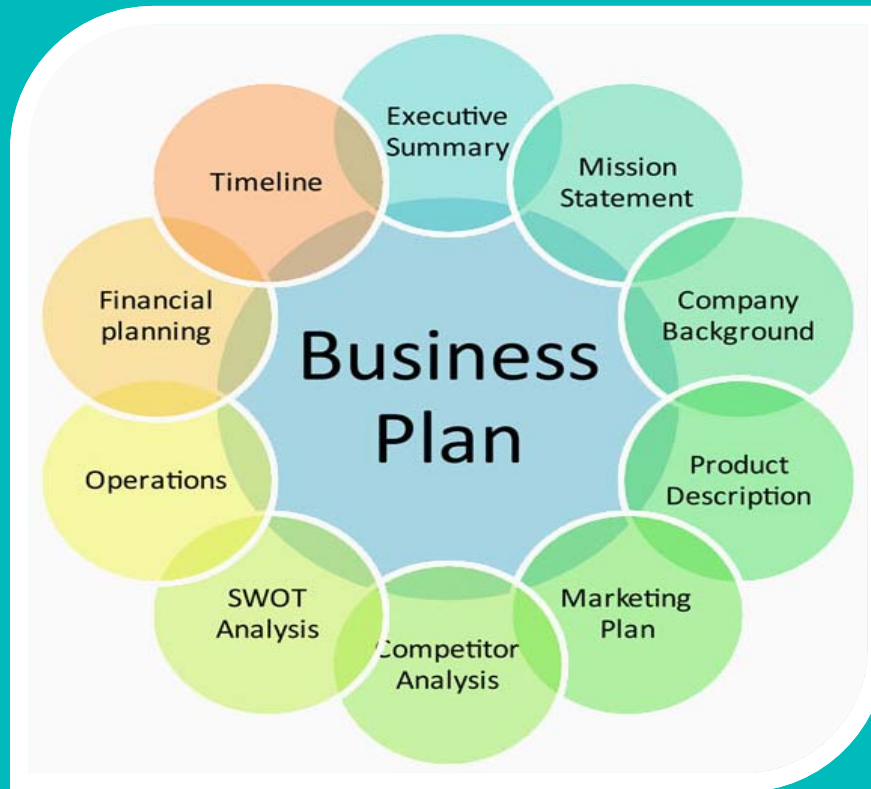 Executive
Summary
Mission
Statement
Company
Background
Product
Description
Marketing
Plan
Competitor
Analysis
SWOT
Analysis
Operations
Financial
planning
Timeline
Business
Plan